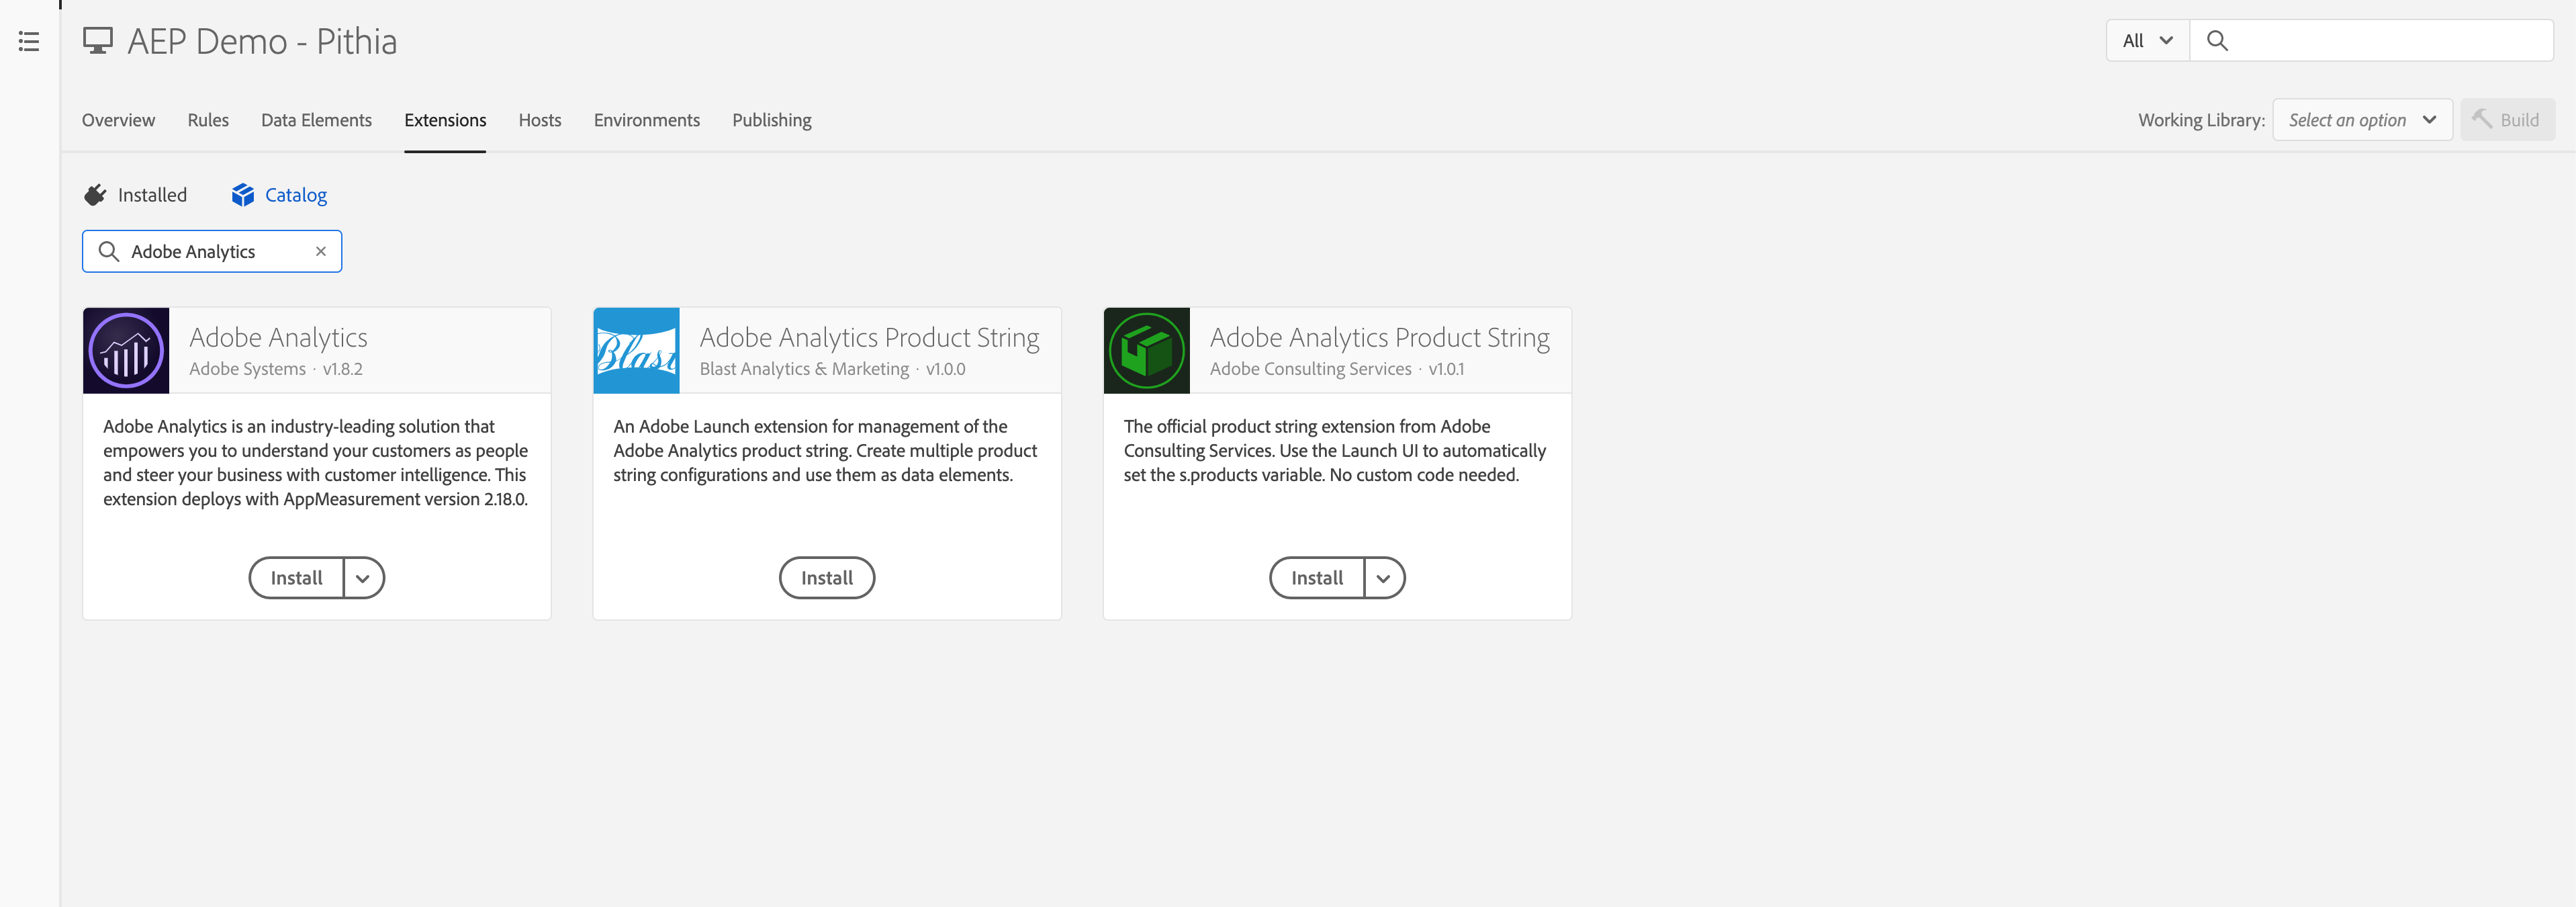 AEP Demo - Pithia
All
Overview Rules Data Elements Extensions Hosts Environments Publishing
Working Library: Select an option Build
Installed Catalog
Adobe Analytics
Adobe Analytics
Adobe Systems · v1.8.2
Adobe Analytics is an industry-leading solution that
empowers you to understand your customers as people
and steer your business with customer intelligence. This
extension deploys with AppMeasurement version 2.18.0.
Install
Blast
Adobe Analytics Product String
Blast Analytics & Marketing · v1.0.0
An Adobe Launch extension for management of the
Adobe Analytics product string. Create multiple product
string configurations and use them as data elements.
Install
Adobe Analytics Product String
Adobe Consulting Services · v1.0.1
The official product string extension from Adobe
Consulting Services. Use the Launch UI to automatically
set the s.products variable. No custom code needed.
Install